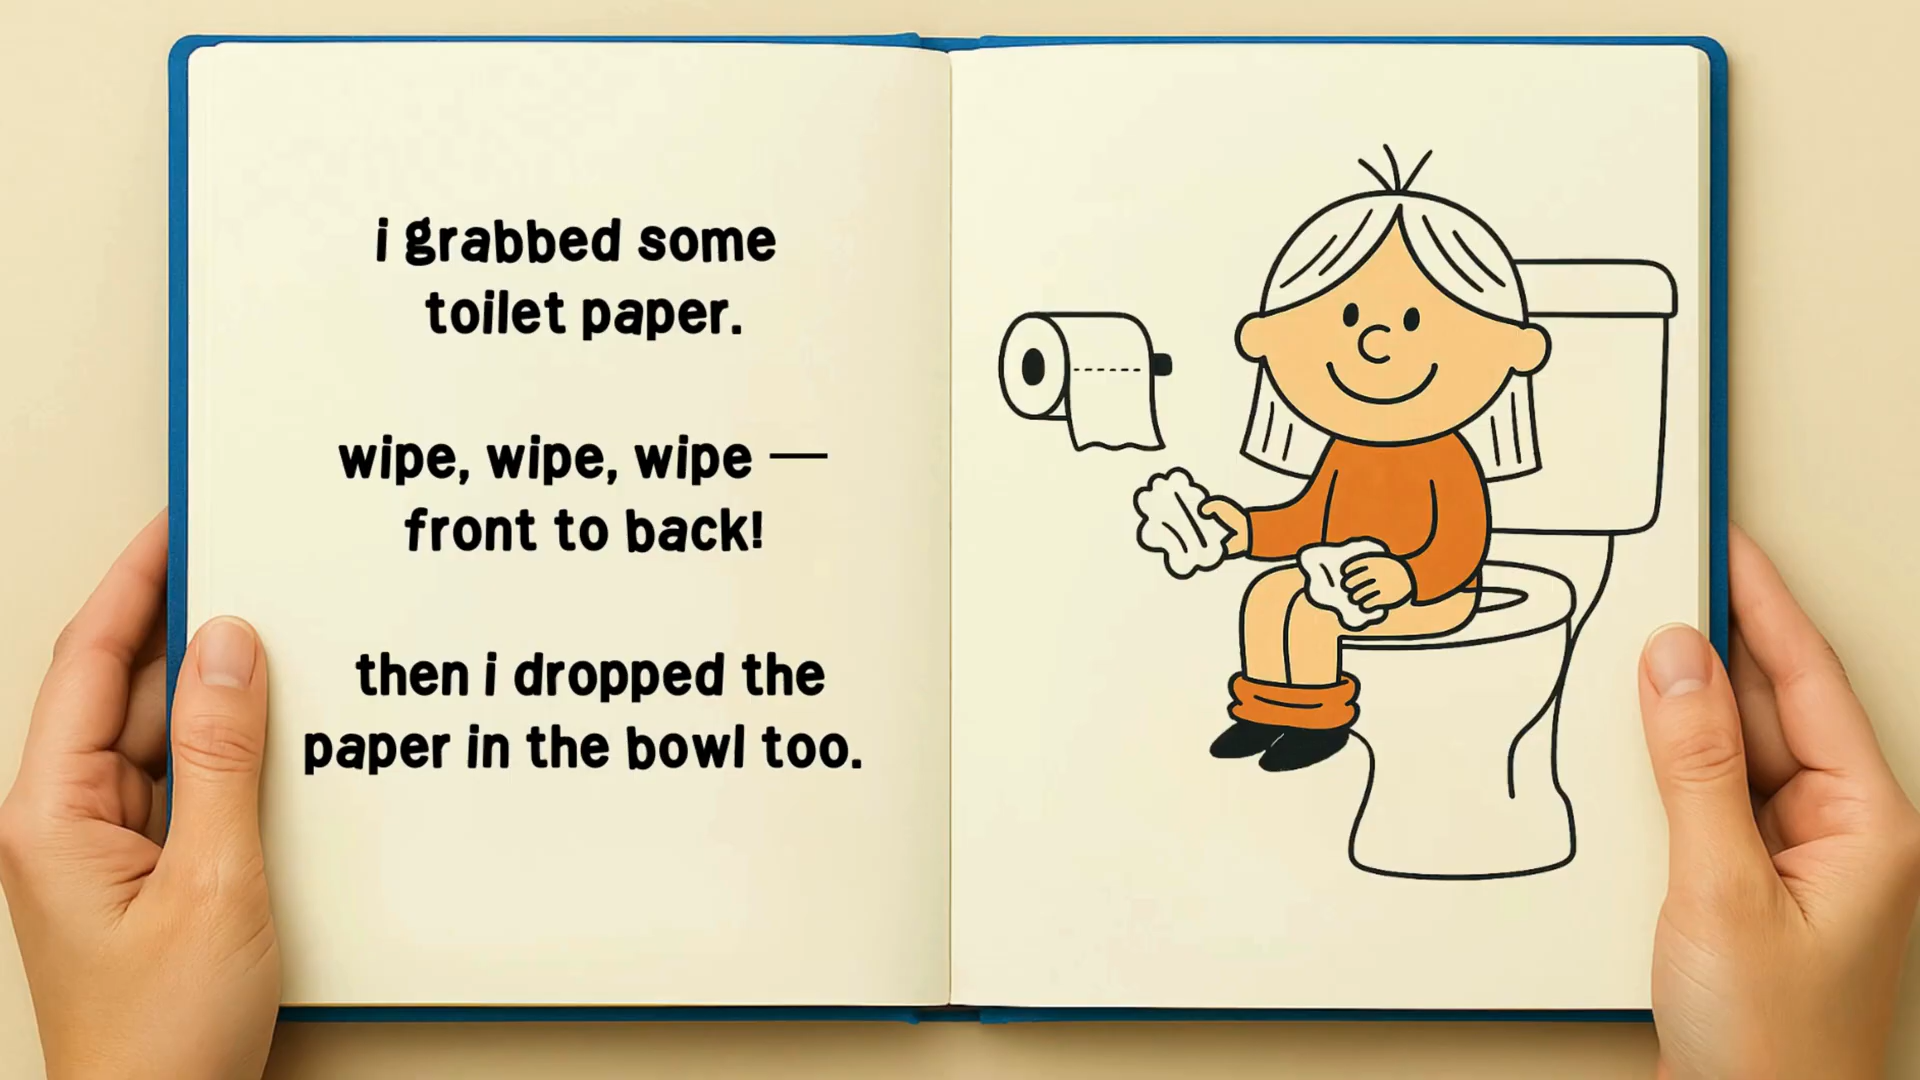 i grabbed some
toilet paper.
wipe, wipe, wipe —
front to back!
then i dropped the
paper in the bowl too.